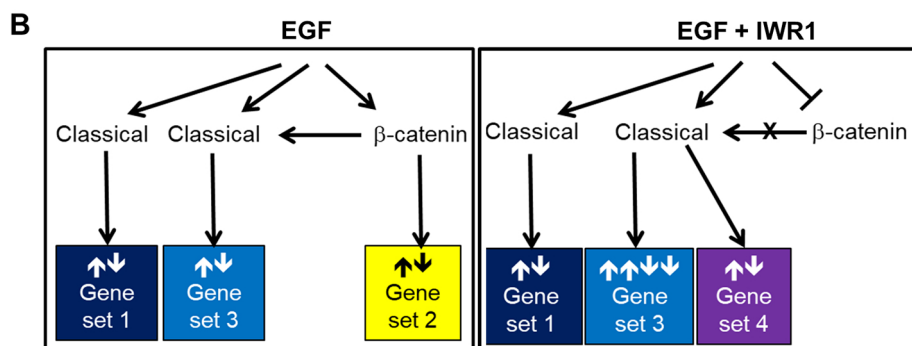 B
EGF
EGF + IWR1
Classical Classical β-catenin
Classical Classical X β-catenin
Gene set 1
Gene set 3
Gene set 2
Gene set 1
Gene set 3
Gene set 4